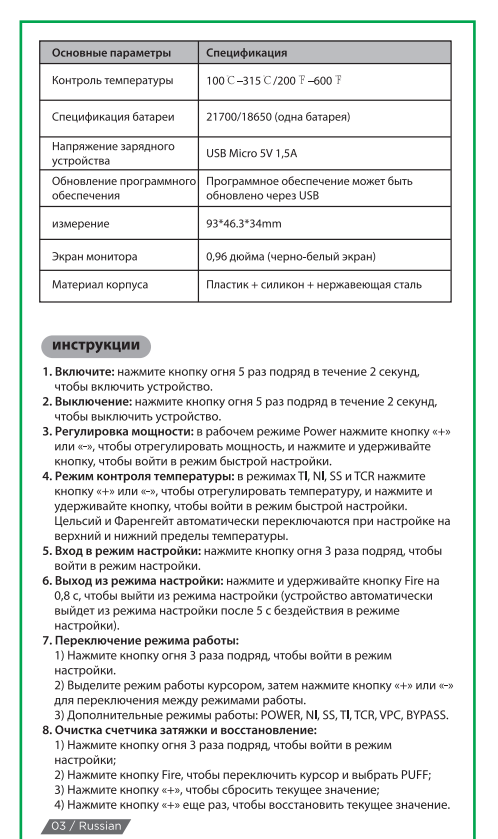 Основные параметры Спецификация
Контроль температуры 100 ℃ –315 ℃ /200 ℉ –600 ℉
Спецификация батареи 21700/18650 (одна батарея)
Напряжение зарядного
устройства
USB Micro 5V 1,5A
Обновление программного
обеспечения
Программное обеспечение может быть
обновлено через USB
измерение 93*46.3*34mm
Экран монитора 0,96 дюйма (черно-белый экран)
Материал корпуса Пластик + силикон + нержавеющая сталь
инструкции
1. Включите: нажмите кнопку огня 5 раз подряд в течение 2 секунд,
чтобы включить устройство.
2. Выключение: нажмите кнопку огня 5 раз подряд в течение 2 секунд,
чтобы выключить устройство.
3. Регулировка мощности: в рабочем режиме Power нажмите кнопку «+»
или «-», чтобы отрегулировать мощность, и нажмите и удерживайте
кнопку, чтобы войти в режим быстрой настройки.
4. Режим контроля температуры: в режимах TI, NI, SS и TCR нажмите
кнопку «+» или «-», чтобы отрегулировать температуру, и нажмите и
удерживайте кнопку, чтобы войти в режим быстрой настройки.
Цельсий и Фаренгейт автоматически переключаются при настройке на
верхний и нижний пределы температуры.
5. Вход в режим настройки: нажмите кнопку огня 3 раза подряд, чтобы
войти в режим настройки.
6. Выход из режима настройки: нажмите и удерживайте кнопку Fire на
0,8 с, чтобы выйти из режима настройки (устройство автоматически
выйдет из режима настройки после 5 с бездействия в режиме
настройки).
7. Переключение режима работы:
1) Нажмите кнопку огня 3 раза подряд, чтобы войти в режим
настройки.
2) Выделите режим работы курсором, затем нажмите кнопку «+» или «-»
для переключения между режимами работы.
3) Дополнительные режимы работы: POWER, NI, SS, TI, TCR, VPC, BYPASS.
8. Очистка счетчика затяжки и восстановление:
1) Нажмите кнопку огня 3 раза подряд, чтобы войти в режим
настройки;
2) Нажмите кнопку Fire, чтобы переключить курсор и выбрать PUFF;
3) Нажмите кнопку «+», чтобы сбросить текущее значение;
4) Нажмите кнопку «+» еще раз, чтобы восстановить текущее значение.
03 / Russian